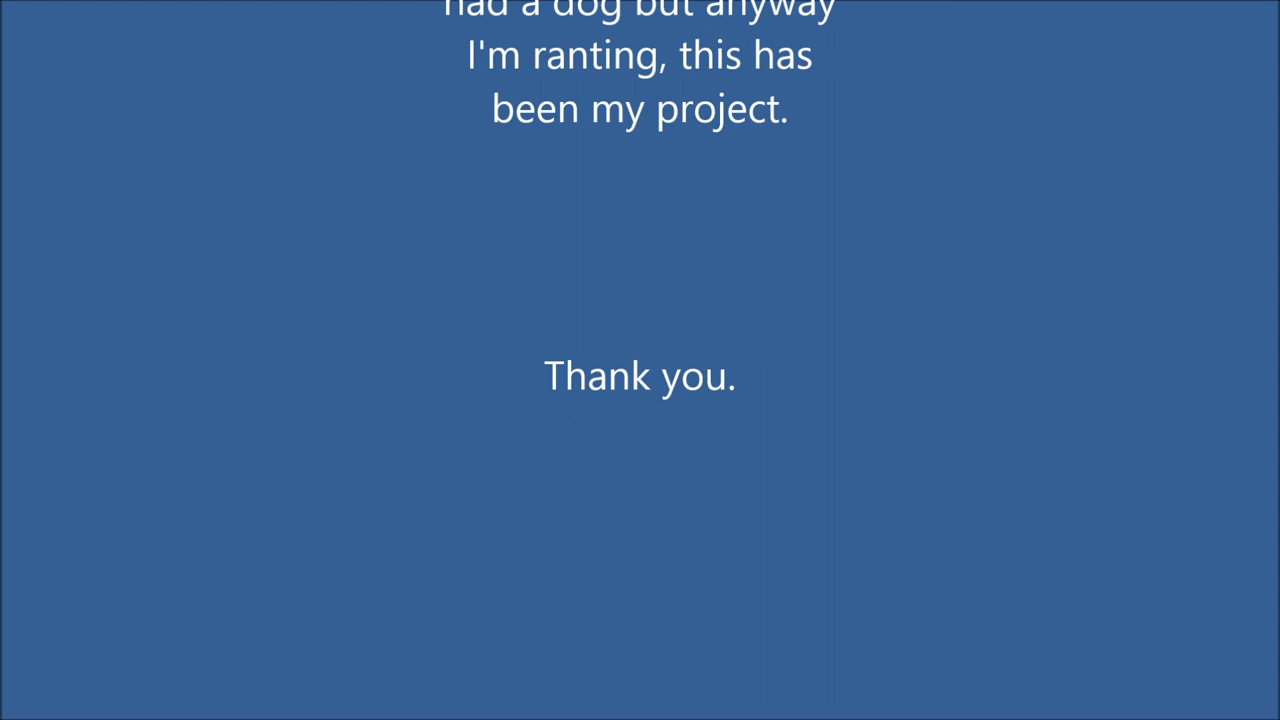 had a dog but anyway
I'm ranting, this has
been my project.
Thank you.